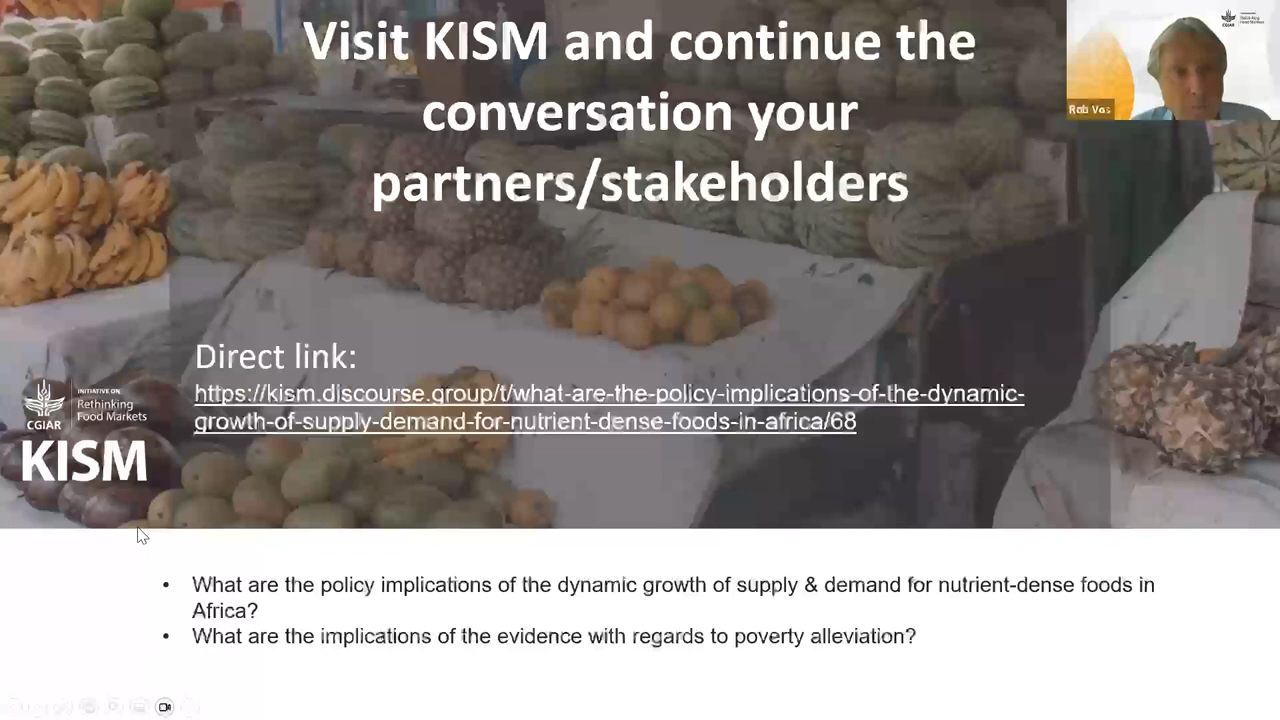 Visit KISM and continue the
conversation your
partners/stakeholders
Rob Vos
CGIAR
Direct link:
https://kism.discourse.group/t/what-are-the-policy-implications-of-the-dynamic-
growth-of-supply-demand-for-nutrient-dense-foods-in-africa/68
INITIATIVE ON
Rethinking
Food Markets
CGIAR
KISM
• What are the policy implications of the dynamic growth of supply & demand for nutrient-dense foods in
Africa?
• What are the implications of the evidence with regards to poverty alleviation?